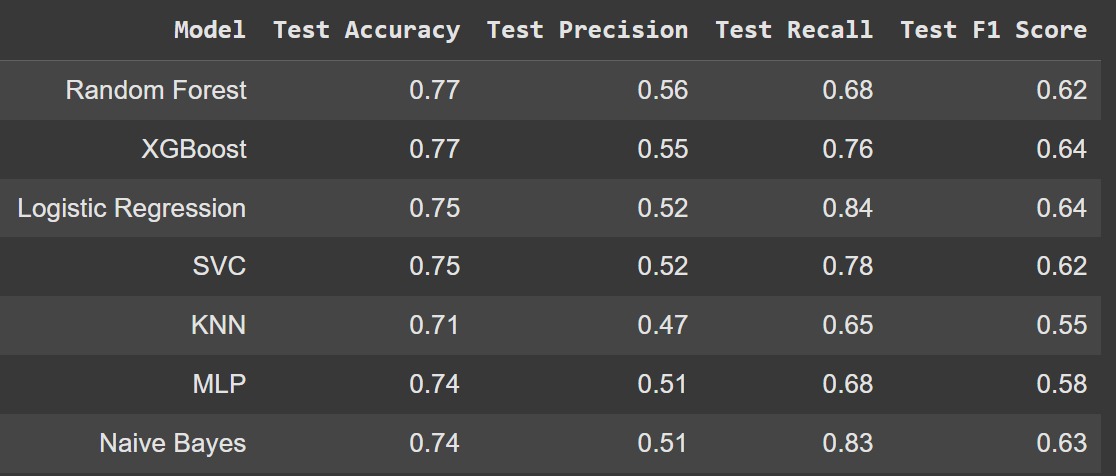 Model Test Accuracy Test Precision Test Recall Test F1 Score
Random Forest 0.77 0.56 0.68 0.62
XGBoost 0.77 0.55 0.76 0.64
Logistic Regression 0.75 0.52 0.84 0.64
SVC 0.75 0.52 0.78 0.62
KNN 0.71 0.47 0.65 0.55
MLP 0.74 0.51 0.68 0.58
Naive Bayes 0.74 0.51 0.83 0.63